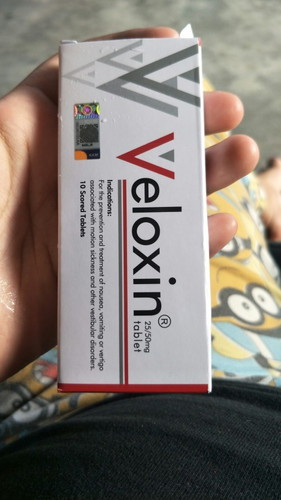 Veloxin®
25/50mg
tablet
Indications:
For the prevention and treatment of nausea, vomiting or vertigo
associated with motion sickness and other vestibular disorders.
10 Scored Tablets